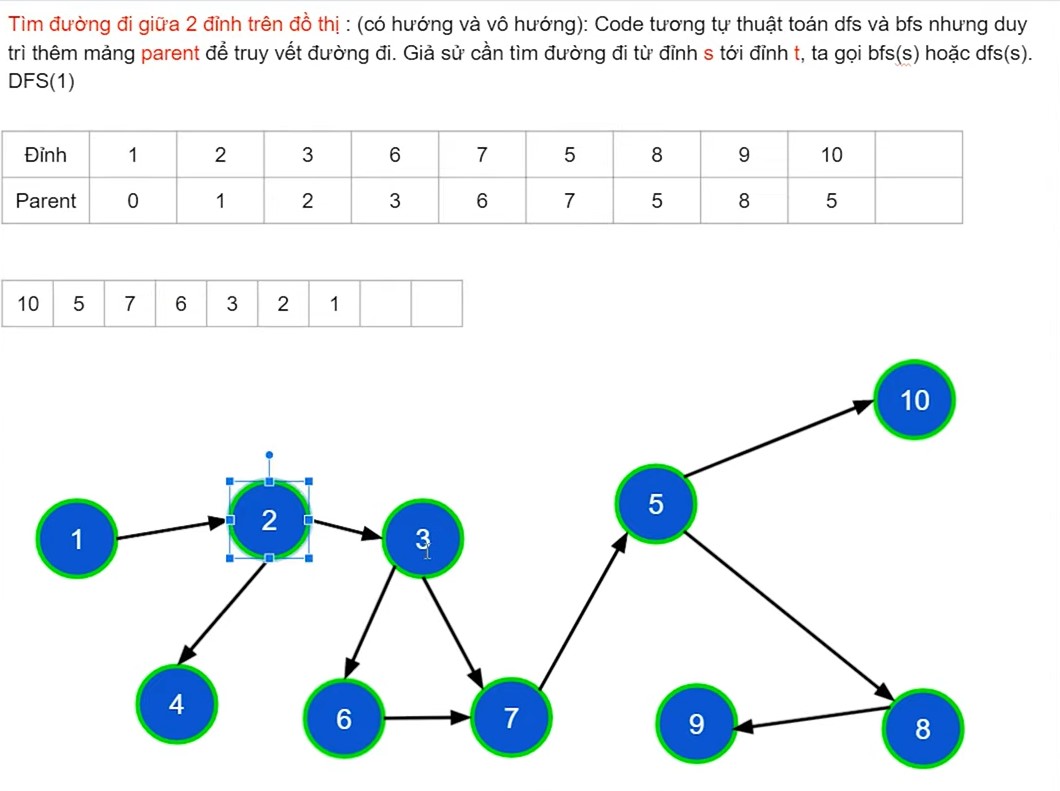 Tìm đường đi giữa 2 đỉnh trên đồ thị : (có hướng và vô hướng): Code tương tự thuật toán dfs và bfs nhưng duy
trì thêm mảng parent để truy vết đường đi. Giả sử cần tìm đường đi từ đỉnh s tới đỉnh t, ta gọi bfs(s) hoặc dfs(s).
DFS(1)
Đỉnh 1 2 3 6 7 5 8 9 10
Parent 0 1 2 3 6 7 5 8 5
10 5 7 6 3 2 1
10
5
2
1
3
4
6
7
9
8